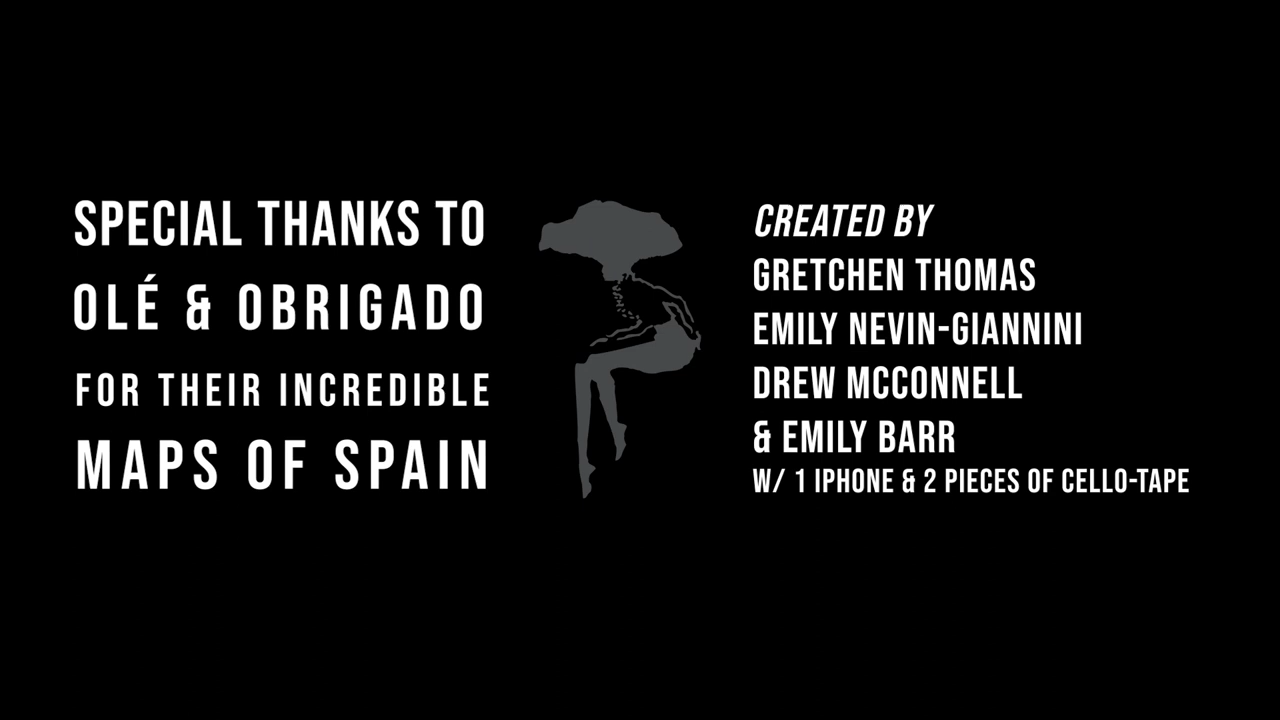 SPECIAL THANKS TO
OLÉ & OBRIGADO
FOR THEIR INCREDIBLE
MAPS OF SPAIN
CREATED BY
GRETCHEN THOMAS
EMILY NEVIN-GIANNINI
DREW MCCONNELL
& EMILY BARR
W/ 1 IPHONE & 2 PIECES OF CELLO-TAPE